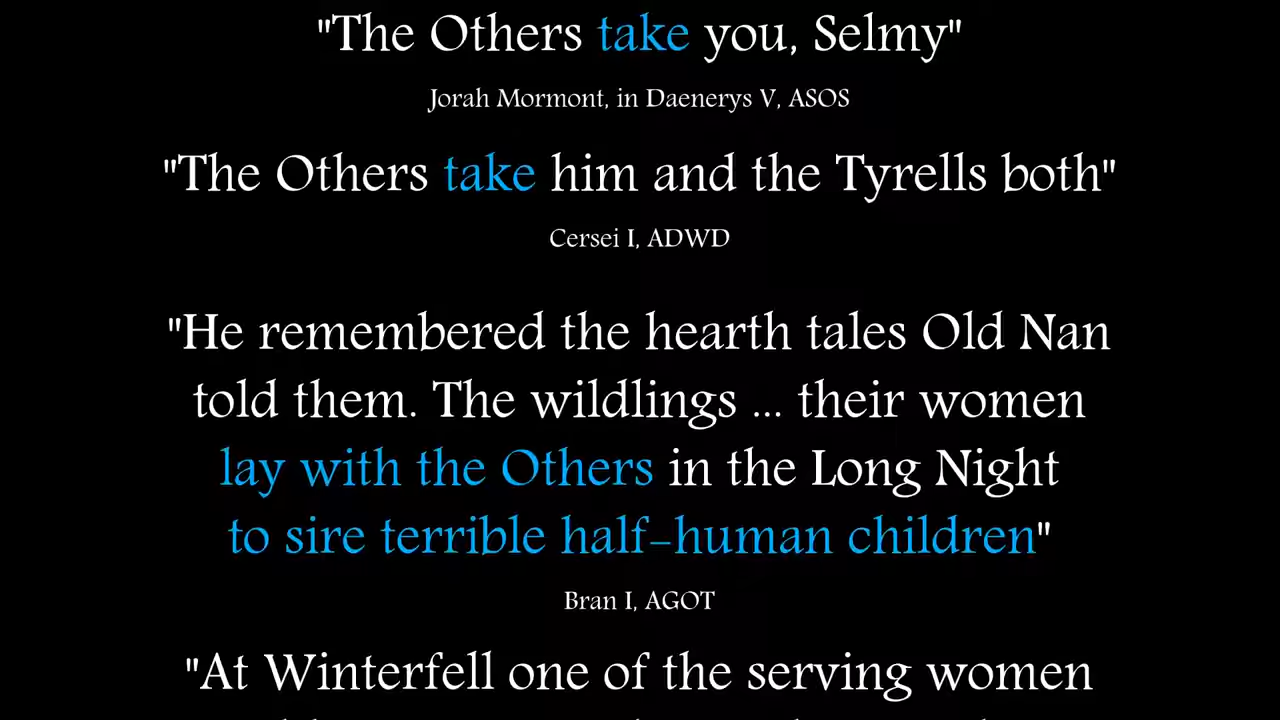 "The Others take you, Selmy"
Jorah Mormont, in Daenerys V, ASOS
"The Others take him and the Tyrells both"
Cersei I, ADWD
"He remembered the hearth tales Old Nan
told them. The wildlings ... their women
lay with the Others in the Long Night
to sire terrible half-human children"
Bran I, AGOT
"At Winterfell one of the serving women